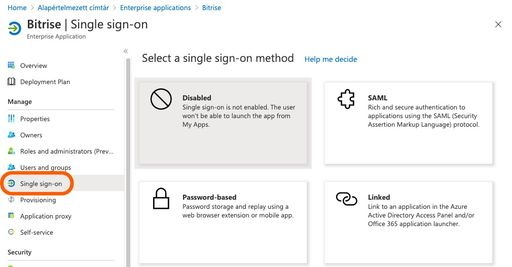 Home > Alapértelmezett címtár > Enterprise applications > Bitrise
Bitrise | Single sign-on
Enterprise Application
Overview
Deployment Plan
Manage
Properties
Owners
Roles and administrators (Prev...
Users and groups
Single sign-on
Provisioning
Application proxy
Self-service
Security
Select a single sign-on method Help me decide
Disabled
Single sign-on is not enabled. The user
won't be able to launch the app from
My Apps.
SAML
Rich and secure authentication to
applications using the SAML (Security
Assertion Markup Language) protocol.
Password-based
Password storage and replay using a
web browser extension or mobile app.
Linked
Link to an application in the Azure
Active Directory Access Panel and/or
Office 365 application launcher.